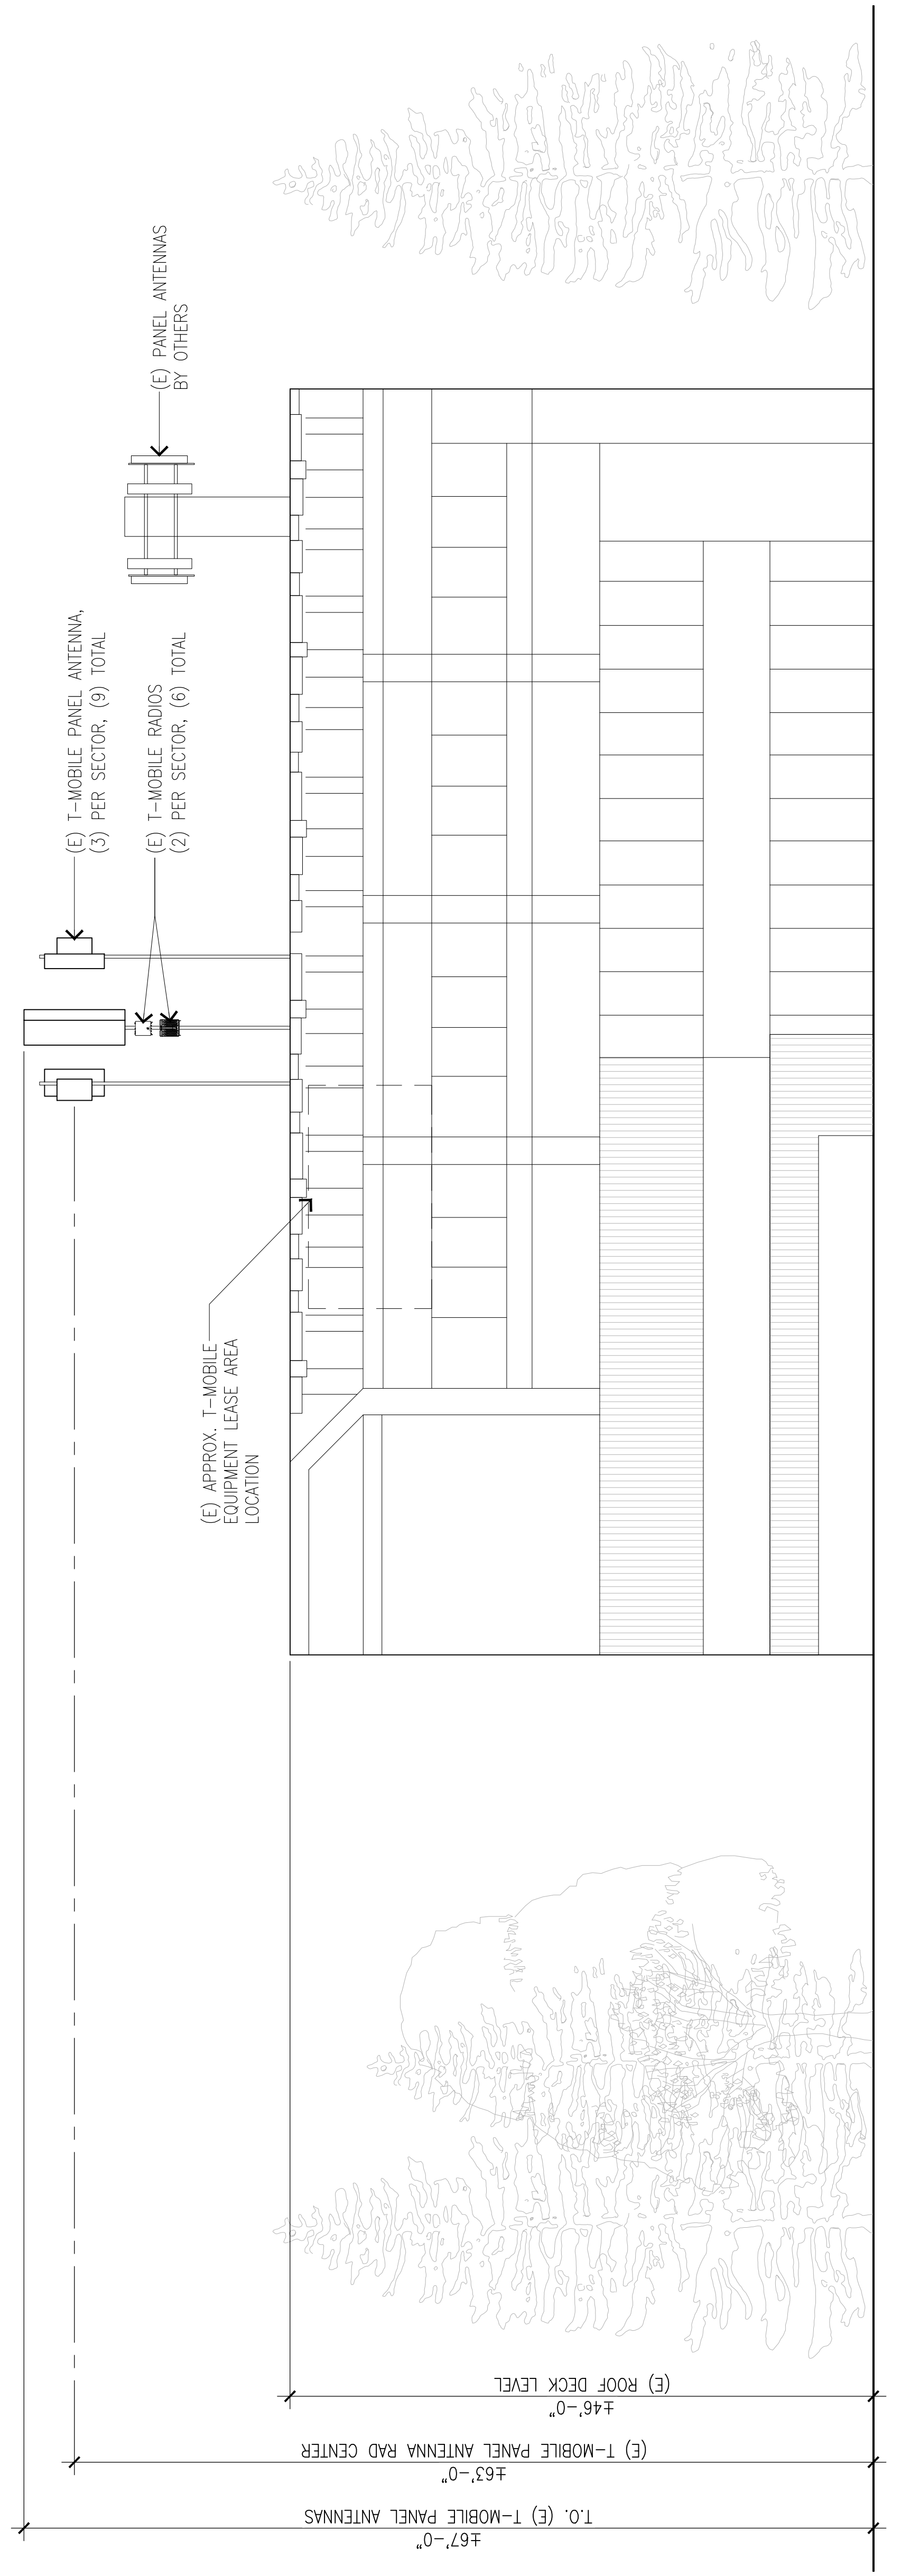 (E) PANEL ANTENNAS
BY OTHERS
(E) T-MOBILE PANEL ANTENNA,
(3) PER SECTOR, (9) TOTAL
(E) T-MOBILE RADIOS
(2) PER SECTOR, (6) TOTAL
(E) APPROX. T-MOBILE
EQUIPMENT LEASE AREA
LOCATION
±46'-0"
(E) ROOF DECK LEVEL
±63'-0"
(E) T-MOBILE PANEL ANTENNA RAD CENTER
±67'-0"
T.O. (E) T-MOBILE PANEL ANTENNAS